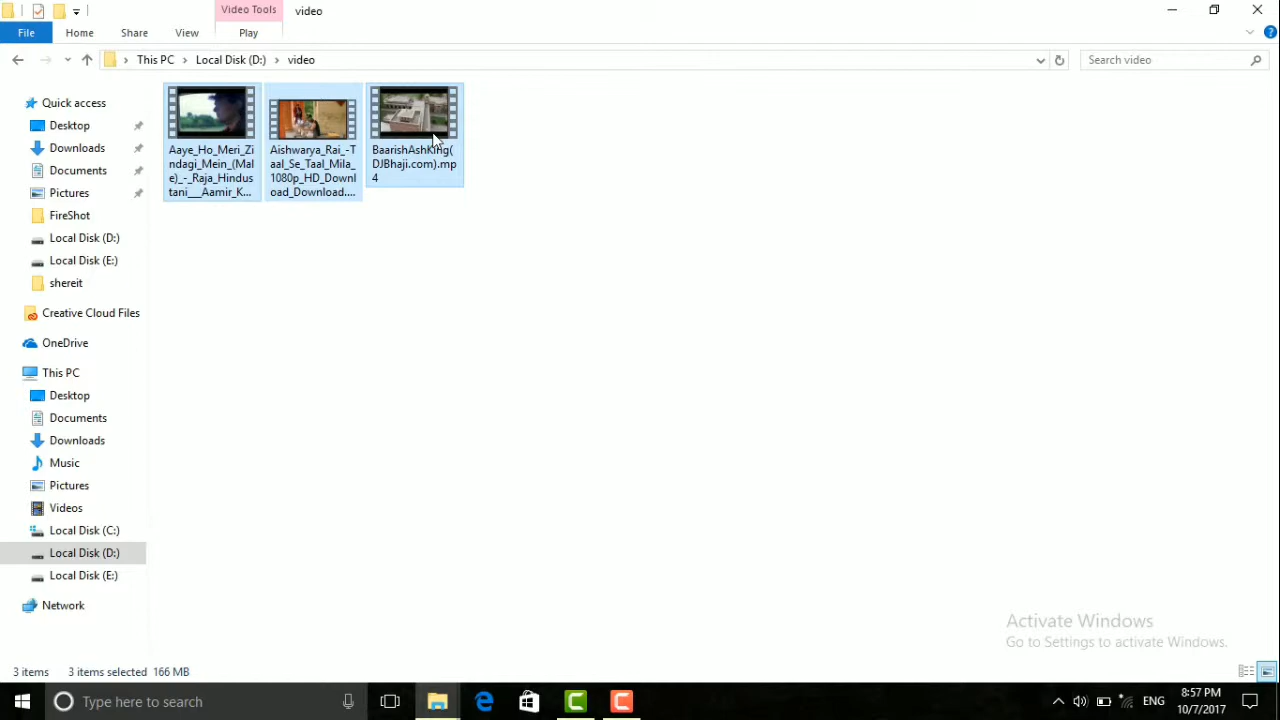 Video Tools
video
File
Home
Share
View
Play
This PC
Local Disk (D:)
video
Search video
Quick access
Desktop
Downloads
Documents
Pictures
FireShot
Local Disk (D:)
Local Disk (E:)
shereit
Creative Cloud Files
OneDrive
This PC
Desktop
Documents
Downloads
Music
Pictures
Videos
Local Disk (C:)
Local Disk (D:)
Local Disk (E:)
Network
Aaye_Ho_Meri_Zi
ndagi_Mein_(Mal
e)_-_Raja_Hindus
tani___Aamir_K...
Aishwarya_Rai_-T
aal_Se_Taal_Mila_
1080p_HD_Downl
oad_Download....
BaarishAshKing(
DJBhaji.com).mp
4
Activate Windows
Go to Settings to activate Windows.
3 items
3 items selected 166 MB
Type here to search
ENG
8:57 PM
10/7/2017